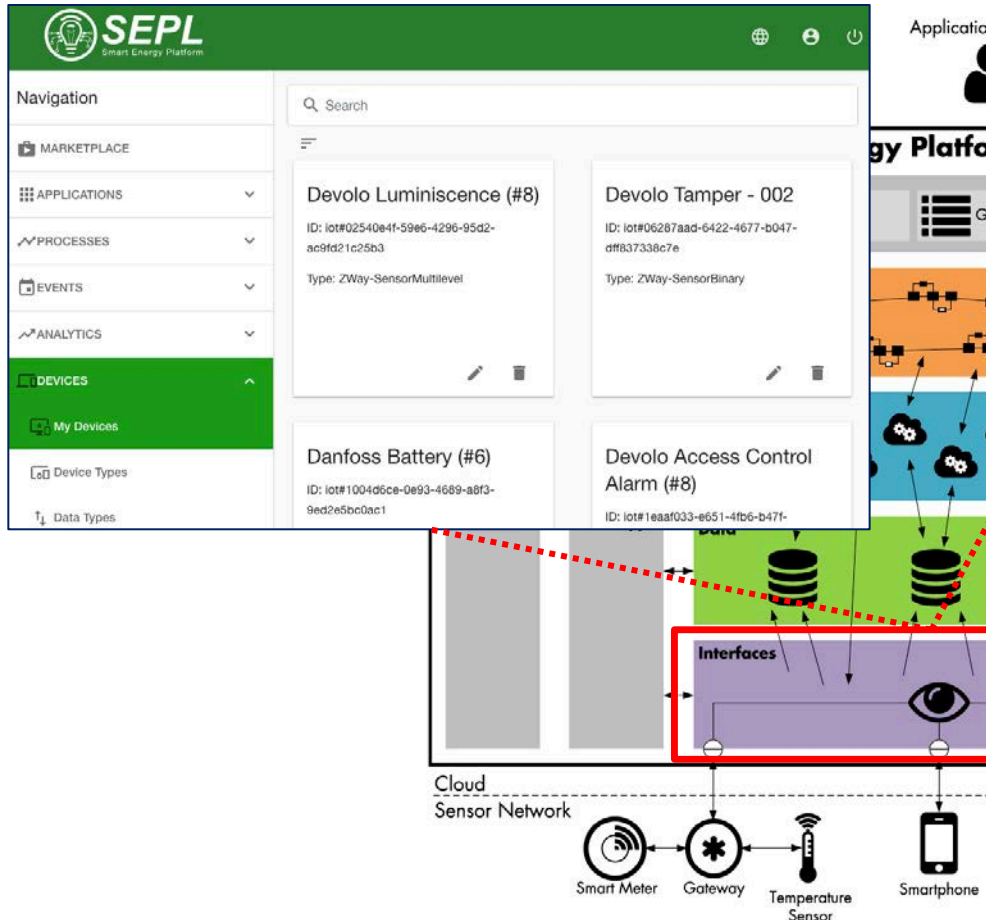 SEPL
Smart Energy Platform
Navigation
MARKETPLACE
APPLICATIONS
PROCESSES
EVENTS
ANALYTICS
DEVICES
My Devices
Device Types
Data Types
Search
Devolo Luminiscence (#8)
ID: iot#02540e4f-59e6-4296-95d2-
ac9fd21c25b3
Type: ZWay-SensorMultilevel
Devolo Tamper - 002
ID: iot#06287aad-6422-4677-b047-
dff837338c7e
Type: ZWay-SensorBinary
Danfoss Battery (#6)
ID: iot#1004d6ce-0e93-4689-a8f3-
9ed2e5bc0ac1
Devolo Access Control
Alarm (#8)
ID: iot#1eaaf033-e651-4fb6-b47f-
Applicatio
gy Platfo
G
Data
Interfaces
Cloud
Sensor Network
Smart Meter
Gateway
Temperature
Sensor
Smartphone